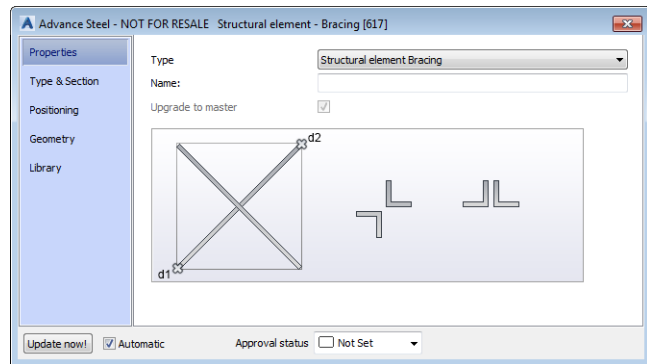 Advance Steel - NOT FOR RESALE Structural element - Bracing [617]
Properties
Type & Section
Positioning
Geometry
Library
Type
Structural element Bracing
Name:
Upgrade to master
d2
d1
Update now!
Automatic
Approval status
Not Set